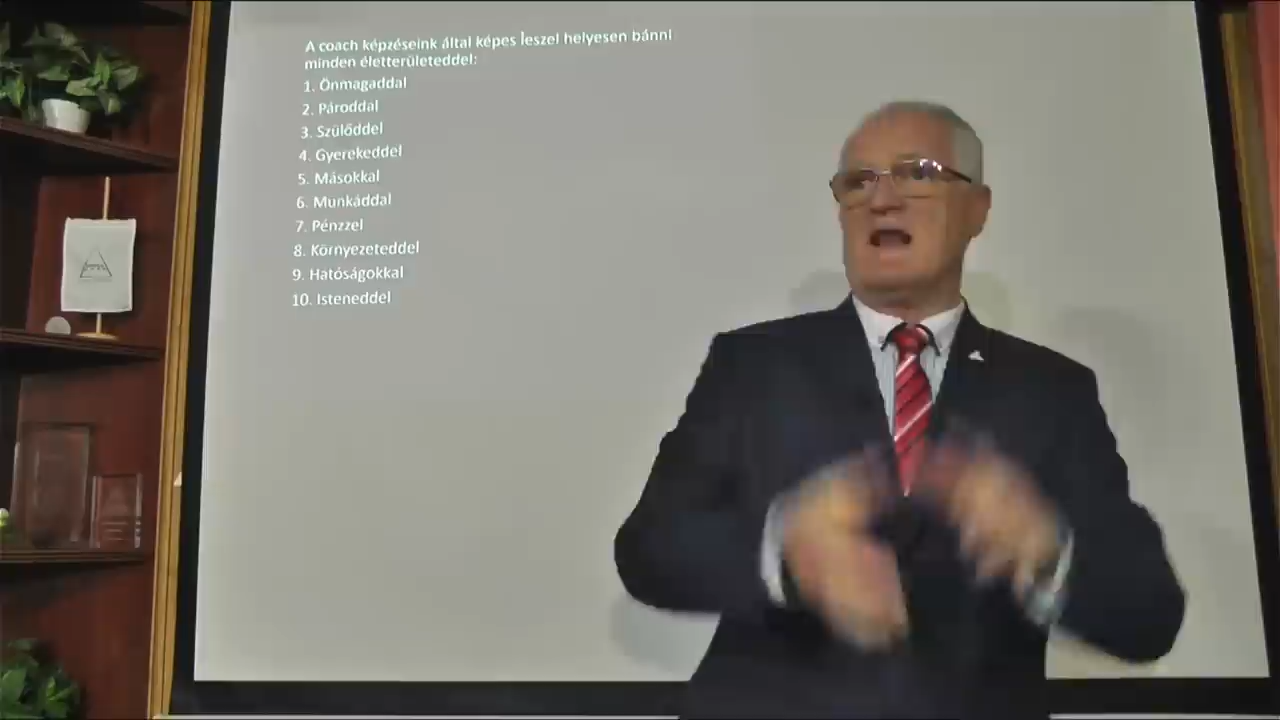 A coach képzéseink által képes leszel helyesen bánni
minden életterületeddel:
1. Önmagaddal
2. Pároddal
3. Szülőddel
4. Gyerekeddel
5. Másokkal
6. Munkáddal
7. Pénzzel
8. Környezeteddel
9. Hatóságokkal
10. Isteneddel